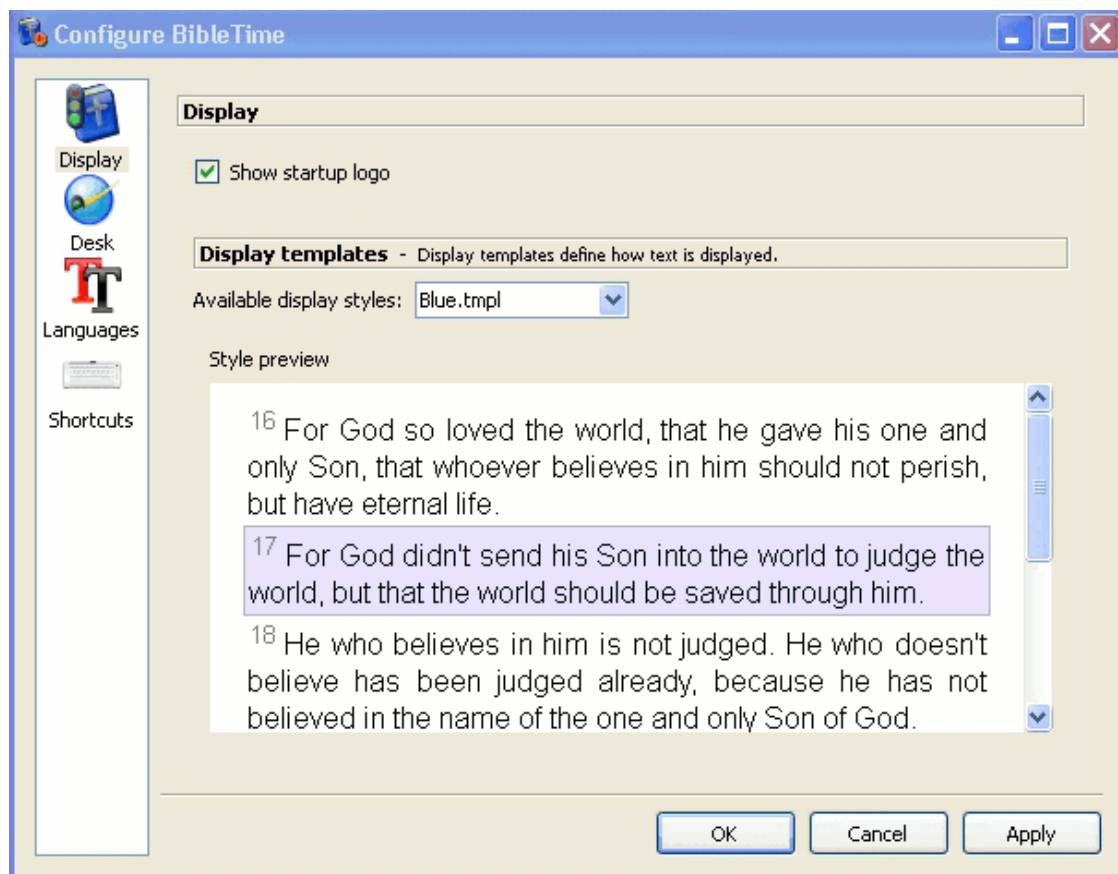 Configure BibleTime
Display
Desk
Languages
Shortcuts
Display
Show startup logo
Display templates - Display templates define how text is displayed.
Available display styles: Blue.tmpl
Style preview
16 For God so loved the world, that he gave his one and
only Son, that whoever believes in him should not perish,
but have eternal life.
17 For God didn't send his Son into the world to judge the
world, but that the world should be saved through him.
18 He who believes in him is not judged. He who doesn't
believe has been judged already, because he has not
believed in the name of the one and only Son of God.
OK Cancel Apply